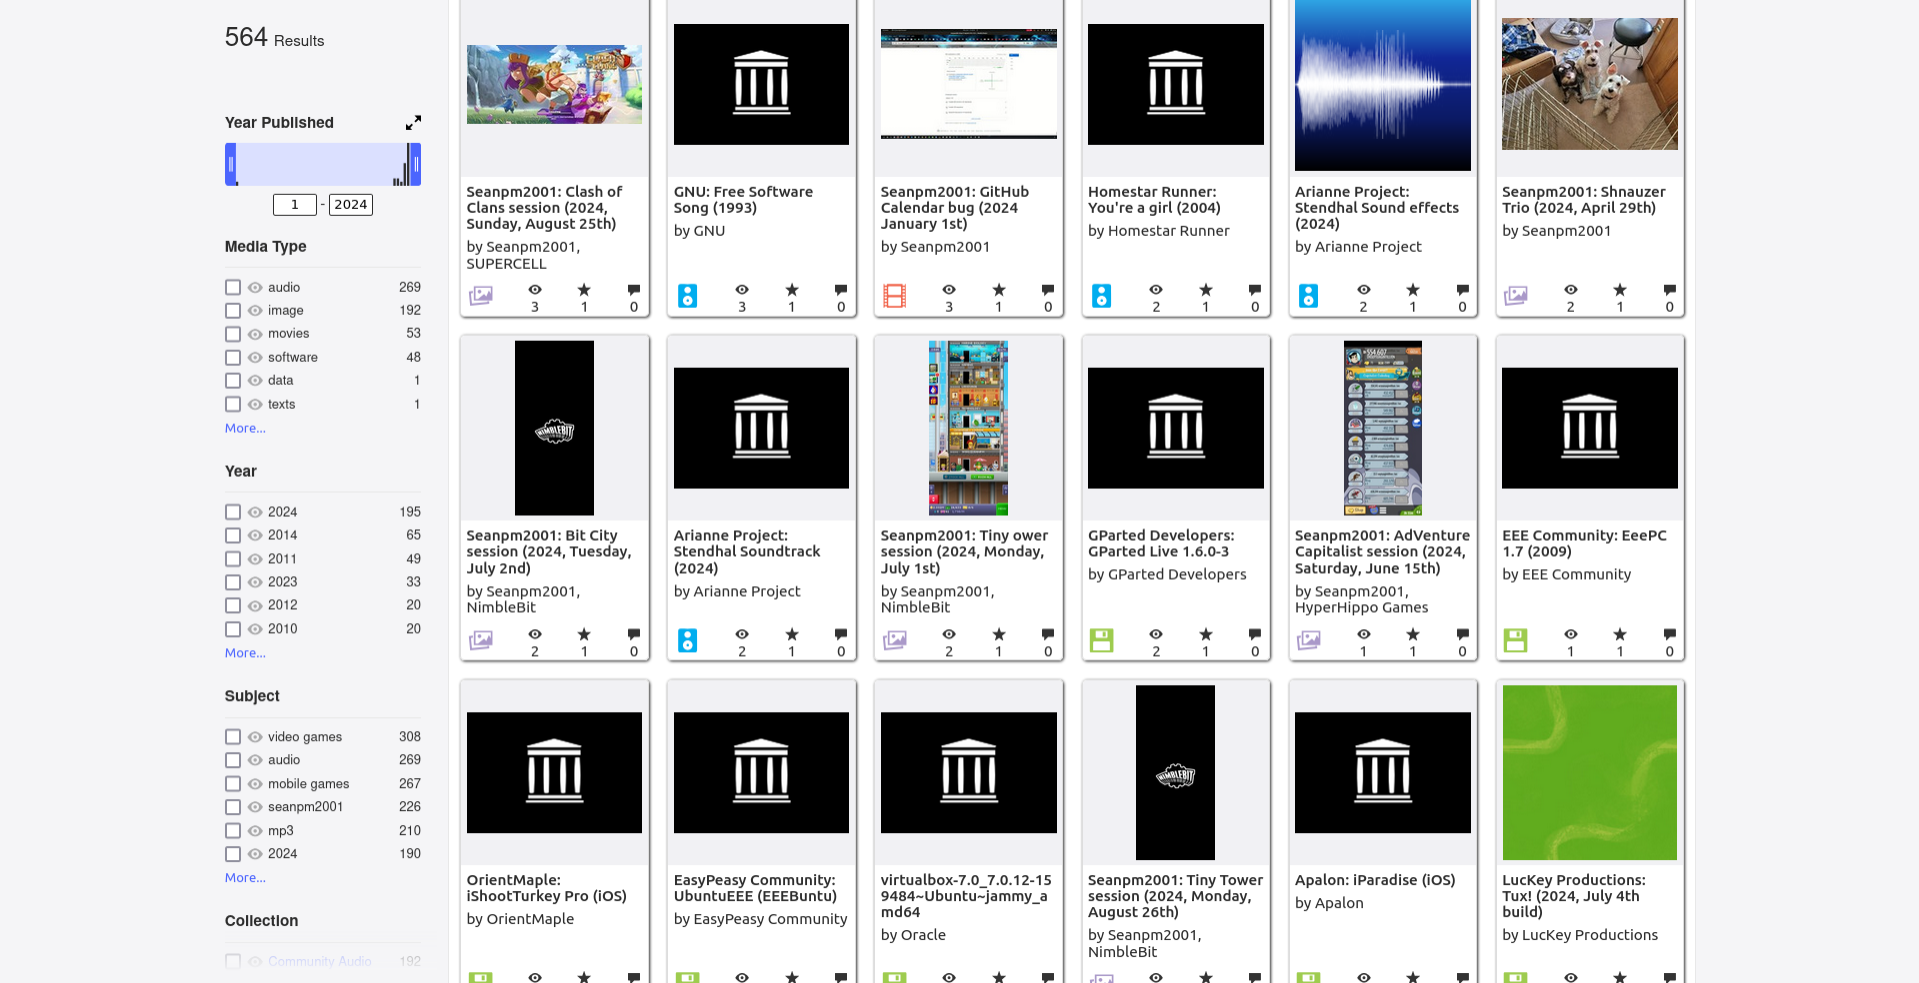 564 Results
Year Published
1 - 2024
Media Type
audio 269
image 192
movies 53
software 48
data 1
texts 1
More...
Year
2024 195
2014 65
2011 49
2023 33
2012 20
2010 20
More...
Subject
video games 308
audio 269
mobile games 267
seanpm2001 226
mp3 210
2024 190
More...
Collection
Community Audio 192
Seanpm2001: Clash of
Clans session (2024,
Sunday, August 25th)
by Seanpm2001,
SUPERCELL
3 1 0
GNU: Free Software
Song (1993)
by GNU
3 1 0
Seanpm2001: GitHub
Calendar bug (2024
January 1st)
by Seanpm2001
3 1 0
Homestar Runner:
You're a girl (2004)
by Homestar Runner
2 1 0
Arianne Project:
Stendhal Sound effects
(2024)
by Arianne Project
2 1 0
Seanpm2001: Shnauzer
Trio (2024, April 29th)
by Seanpm2001
2 1 0
NIMBLEBIT
Seanpm2001: Bit City
session (2024, Tuesday,
July 2nd)
by Seanpm2001,
NimbleBit
2 1 0
Arianne Project:
Stendhal Soundtrack
(2024)
by Arianne Project
2 1 0
Seanpm2001: Tiny ower
session (2024, Monday,
July 1st)
by Seanpm2001,
NimbleBit
2 1 0
GParted Developers:
GParted Live 1.6.0-3
by GParted Developers
2 1 0
Seanpm2001: AdVenture
Capitalist session (2024,
Saturday, June 15th)
by Seanpm2001,
HyperHippo Games
1 1 0
EEE Community: EeePC
1.7 (2009)
by EEE Community
1 1 0
OrientMaple:
iShootTurkey Pro (iOS)
by OrientMaple
EasyPeasy Community:
UbuntuEEE (EEEBuntu)
by EasyPeasy Community
virtualbox-7.0_7.0.12-15
9484~Ubuntu~jammy_a
md64
by Oracle
NIMBLEBIT
Seanpm2001: Tiny Tower
session (2024, Monday,
August 26th)
by Seanpm2001,
NimbleBit
Apalon: iParadise (iOS)
by Apalon
LucKey Productions:
Tux! (2024, July 4th
build)
by LucKey Productions